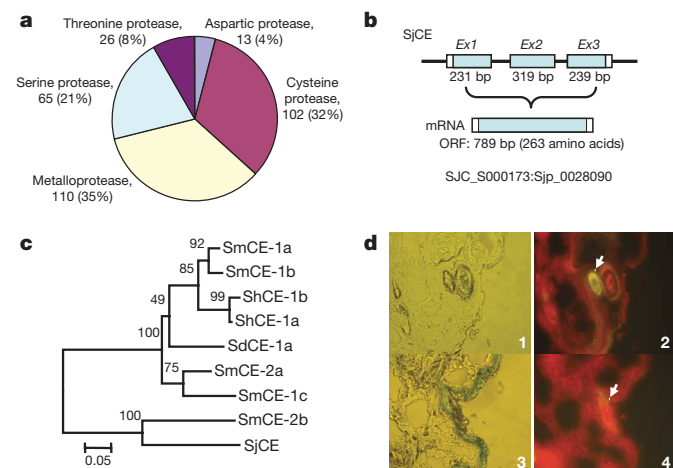 a
Threonine protease,
26 (8%)
Aspartic protease,
13 (4%)
Serine protease,
65 (21%)
Cysteine
protease,
102 (32%)
Metalloprotease,
110 (35%)
b
SjCE
Ex1 Ex2 Ex3
231 bp 319 bp 239 bp
mRNA
ORF: 789 bp (263 amino acids)
SJC_S000173:Sjp_0028090
c
92
SmCE-1a
85
SmCE-1b
99
ShCE-1b
49
ShCE-1a
100
SdCE-1a
75
SmCE-2a
SmCE-1c
100
SmCE-2b
SjCE
0.05
d
1
2
3
4